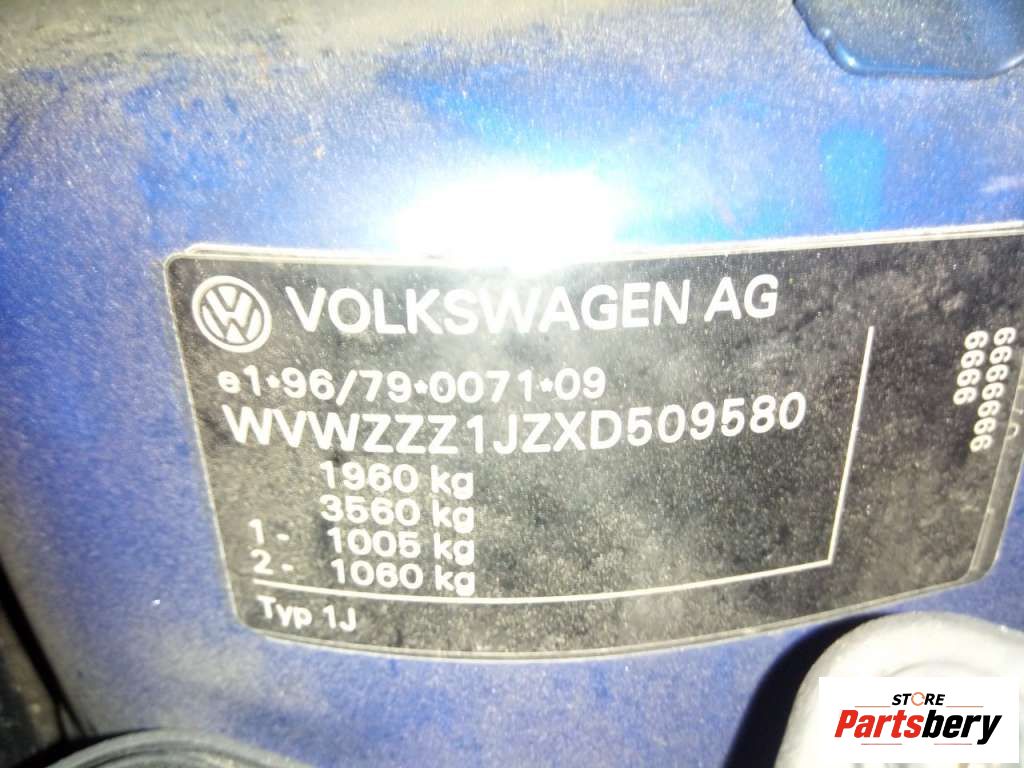 VOLKSWAGEN AG
e1*96/79*0071*09
WVWZZZ1JZXD509580
1960 kg
3560 kg
1- 1005 kg
2- 1060 kg
Typ 1J
STORE
Partsbery